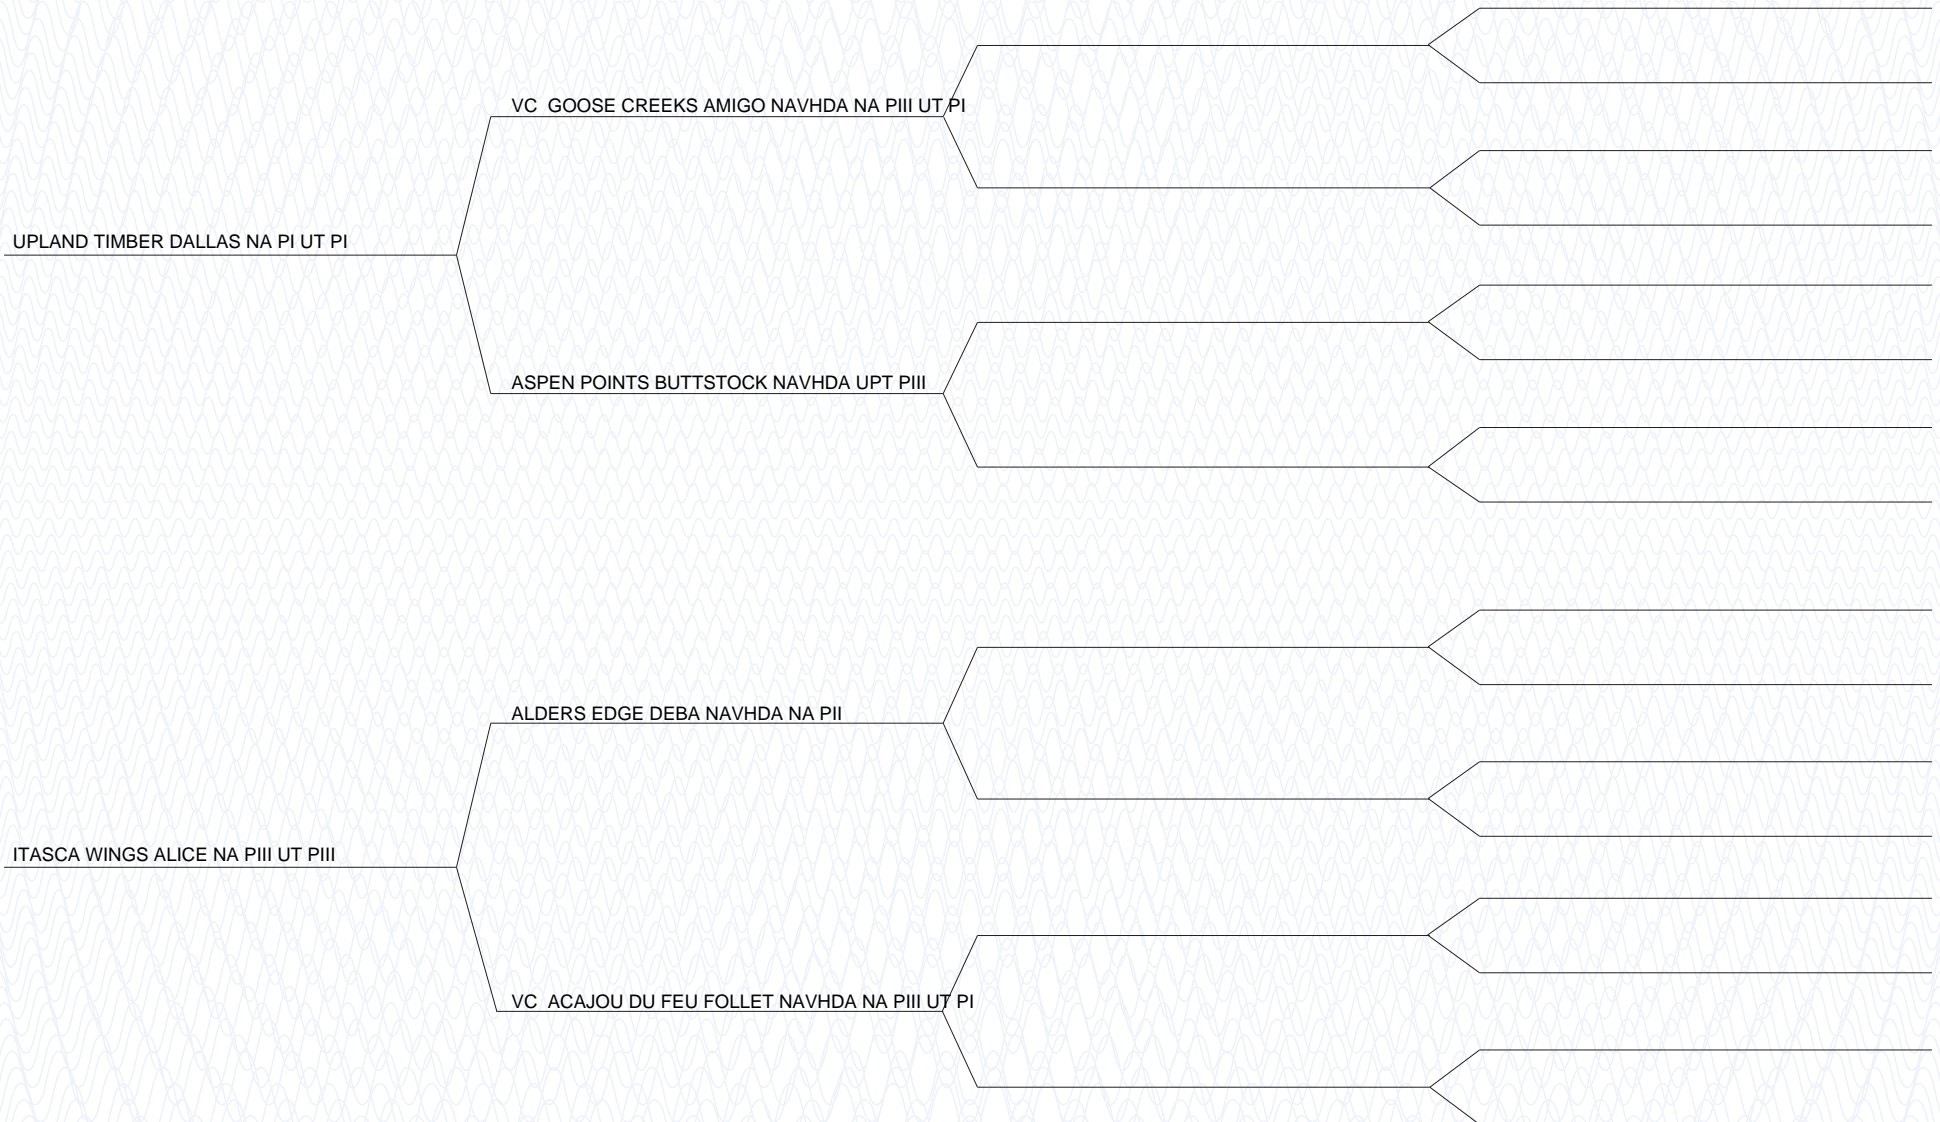 VC  GOOSE CREEKS AMIGO NAVHDA NA PIII UT PI
UPLAND TIMBER DALLAS NA PI UT PI
ASPEN POINTS BUTTSTOCK NAVHDA UPT PIII
ALDERS EDGE DEBA NAVHDA NA PII
ITASCA WINGS ALICE NA PIII UT PIII
VC  ACAJOU DU FEU FOLLET NAVHDA NA PIII UT PI